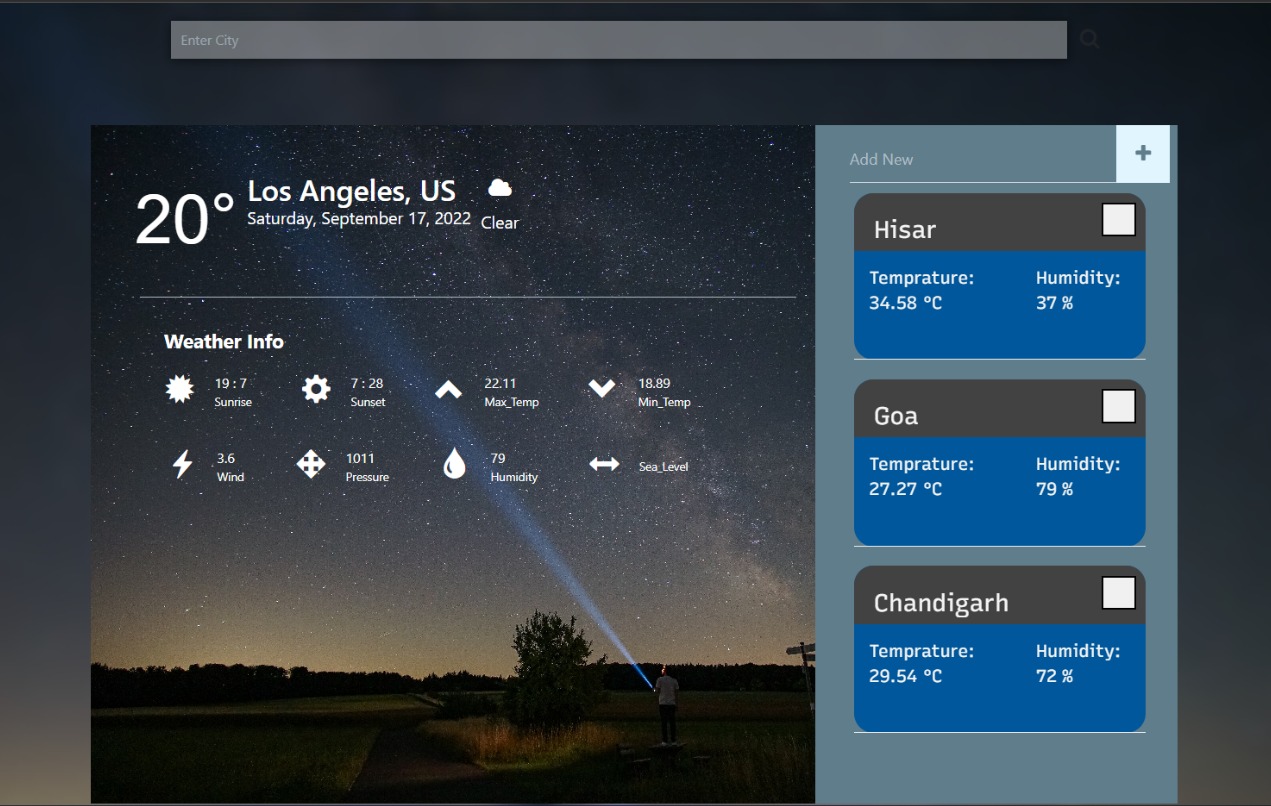 Enter City
20° Los Angeles, US
Saturday, September 17, 2022 Clear
Weather Info
19 : 7
Sunrise
7 : 28
Sunset
22.11
Max_Temp
18.89
Min_Temp
3.6
Wind
1011
Pressure
79
Humidity
Sea_Level
Add New +
Hisar
Temprature: Humidity:
34.58 °C 37 %
Goa
Temprature: Humidity:
27.27 °C 79 %
Chandigarh
Temprature: Humidity:
29.54 °C 72 %